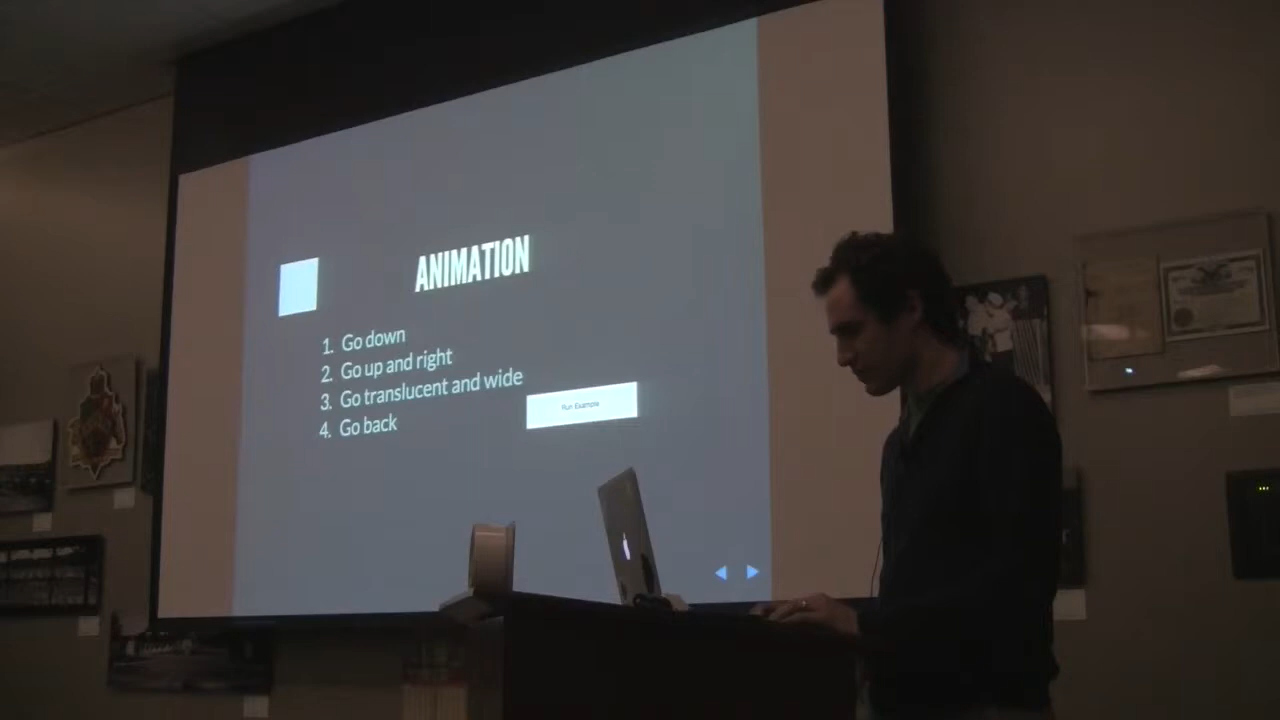 ANIMATION
1. Go down
2. Go up and right
3. Go translucent and wide
4. Go back
Run Example